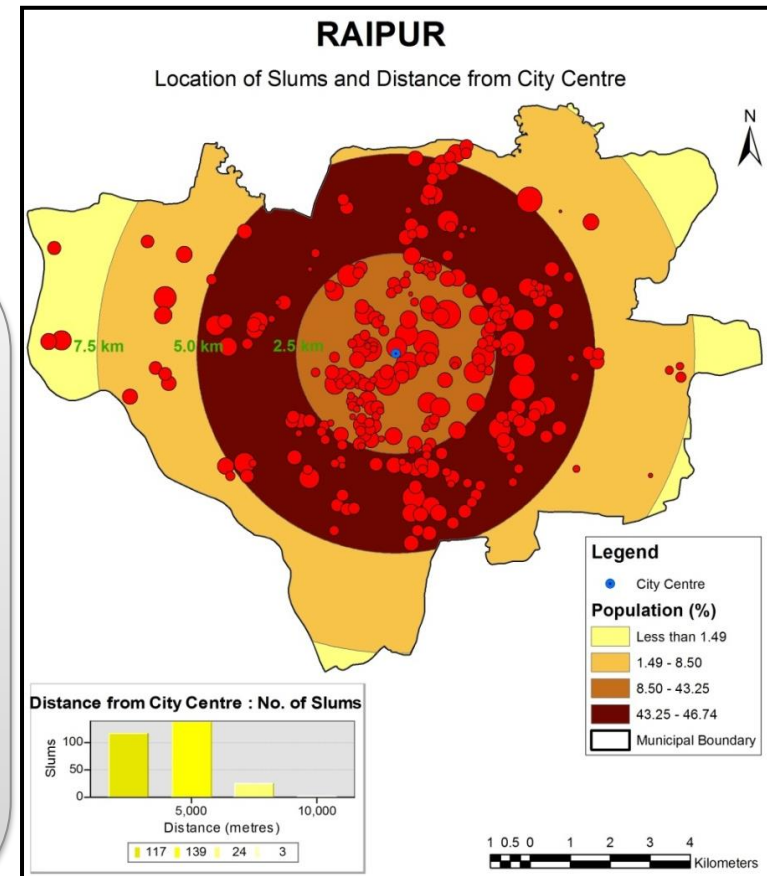 RAIPUR
Location of Slums and Distance from City Centre
N
7.5 km 5.0 km 2.5 km
Legend
City Centre
Population (%)
Less than 1.49
1.49 - 8.50
8.50 - 43.25
43.25 - 46.74
Municipal Boundary
Distance from City Centre : No. of Slums
Slums
100
50
0
5,000 10,000
Distance (metres)
117 139 24 3
1 0.5 0 1 2 3 4
Kilometers